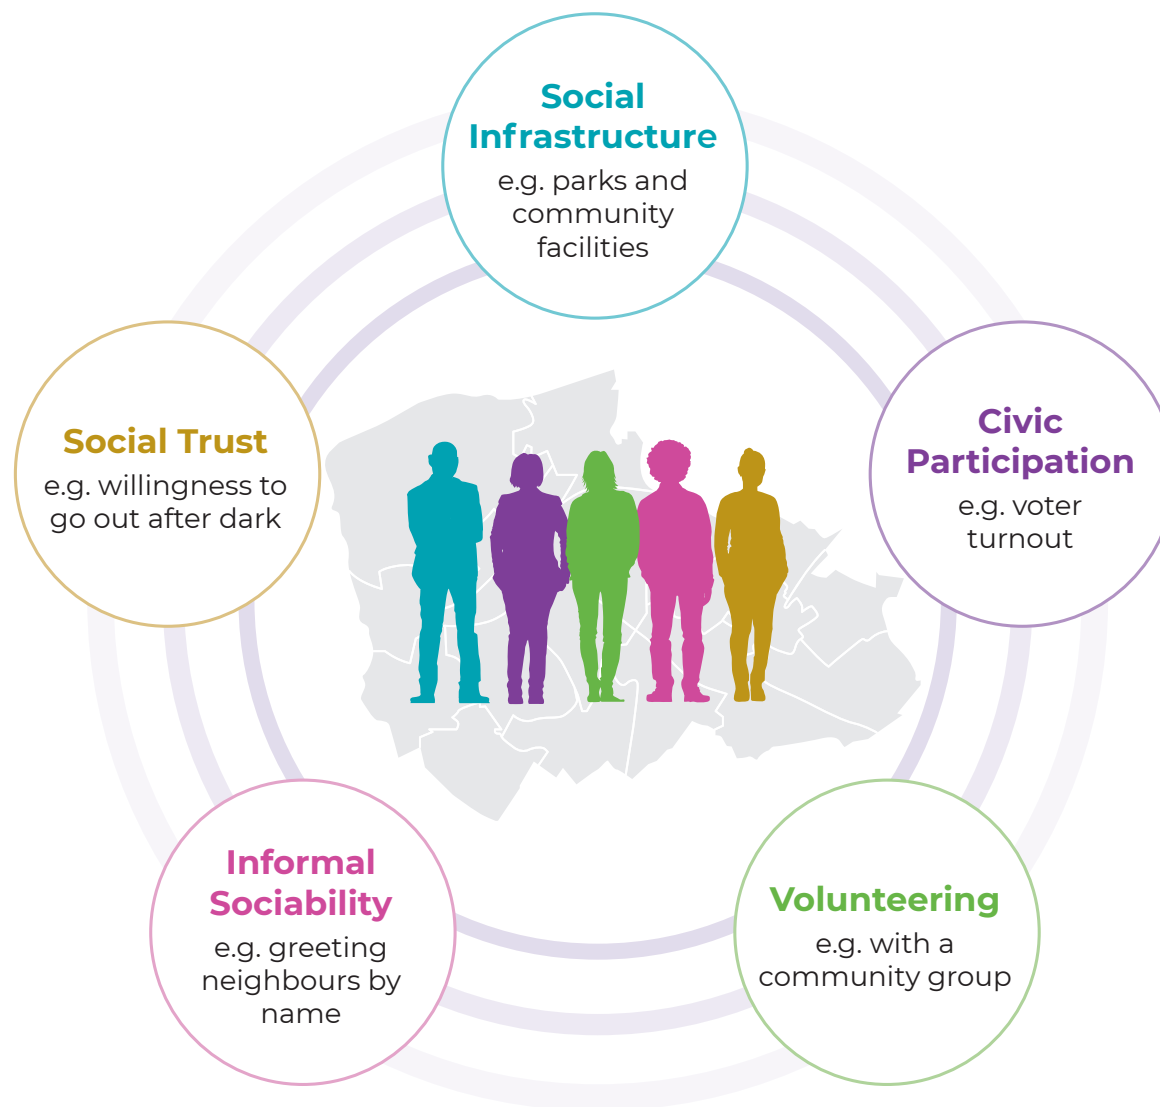 Social
Infrastructure
e.g. parks and
community
facilities
Civic
Participation
e.g. voter
turnout
Volunteering
e.g. with a
community group
Informal
Sociability
e.g. greeting
neighbours by
name
Social Trust
e.g. willingness to
go out after dark